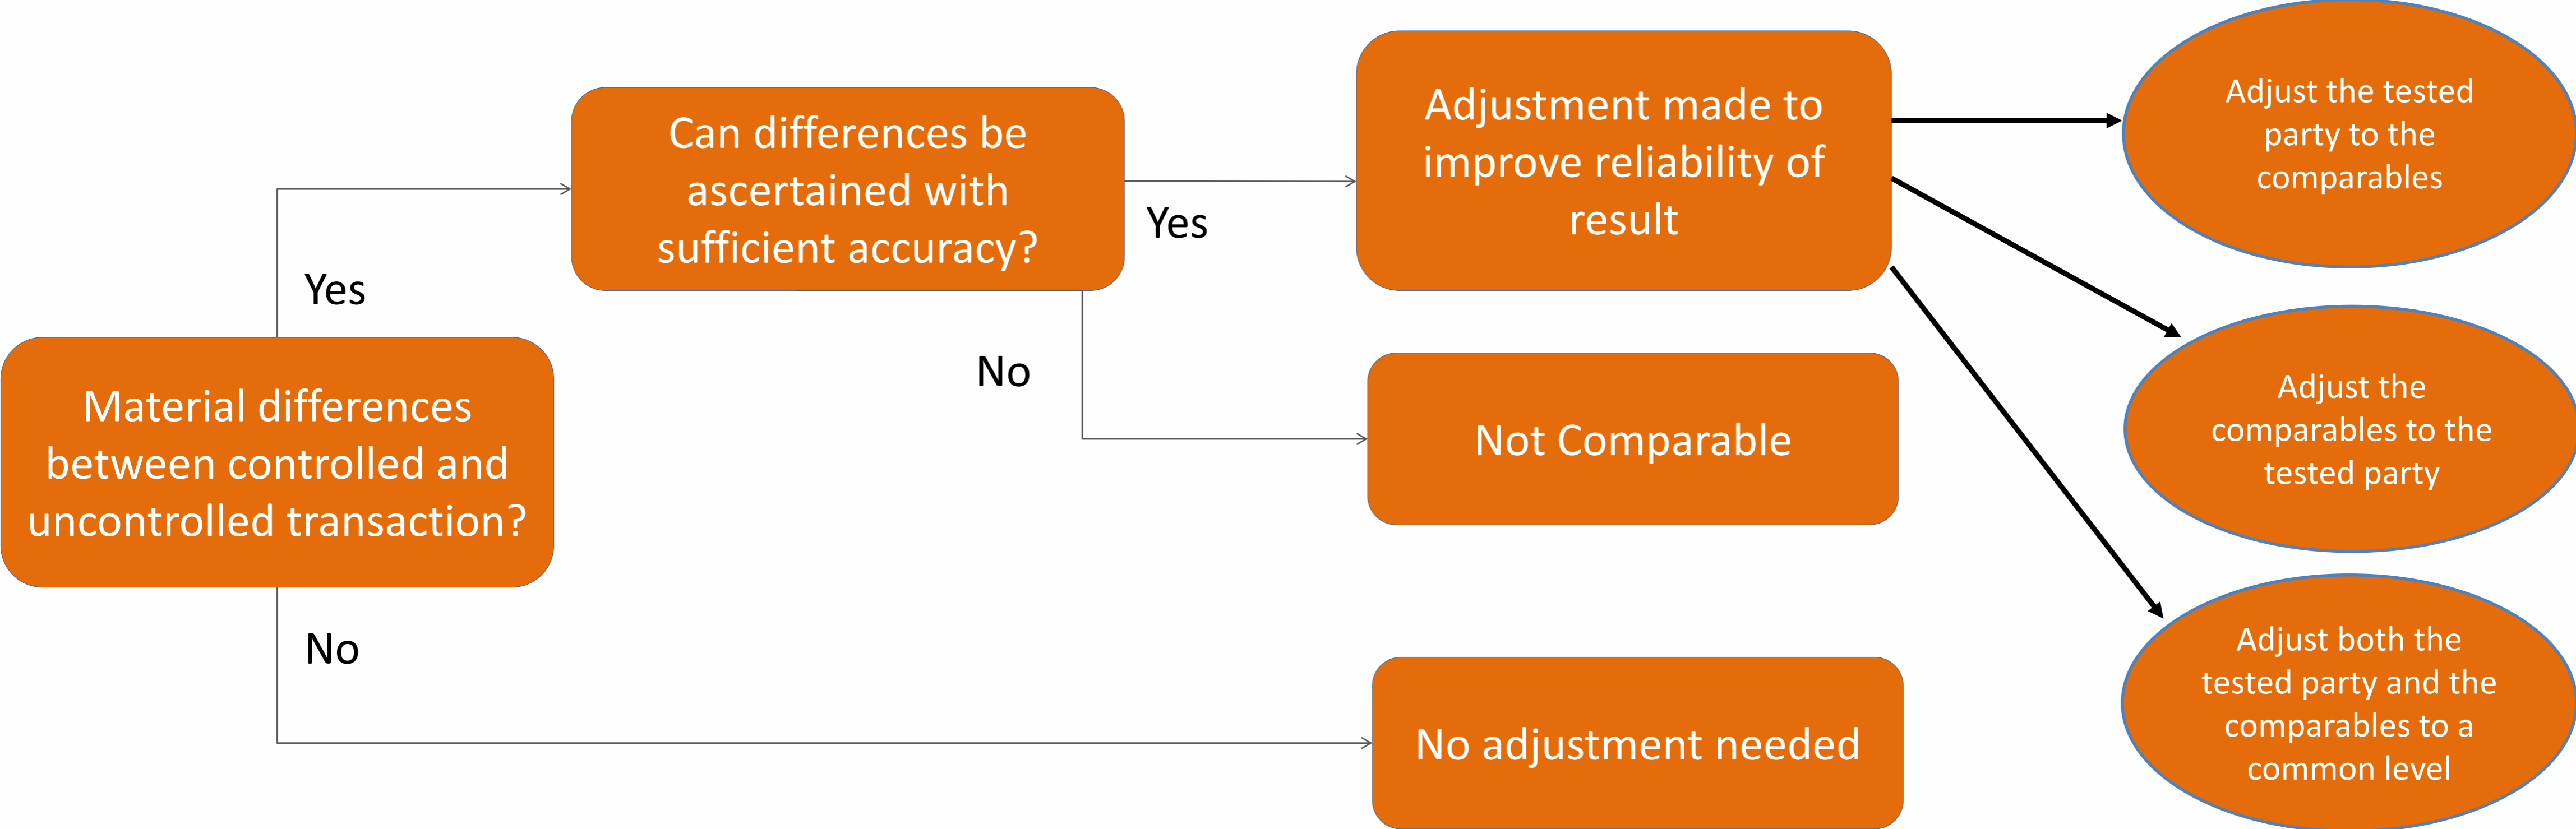 Material differences
between controlled and
uncontrolled transaction?
Yes
No
Can differences be
ascertained with
sufficient accuracy?
Yes
No
Adjustment made to
improve reliability of
result
Not Comparable
No adjustment needed
Adjust the tested
party to the
comparables
Adjust the
comparables to the
tested party
Adjust both the
tested party and the
comparables to a
common level